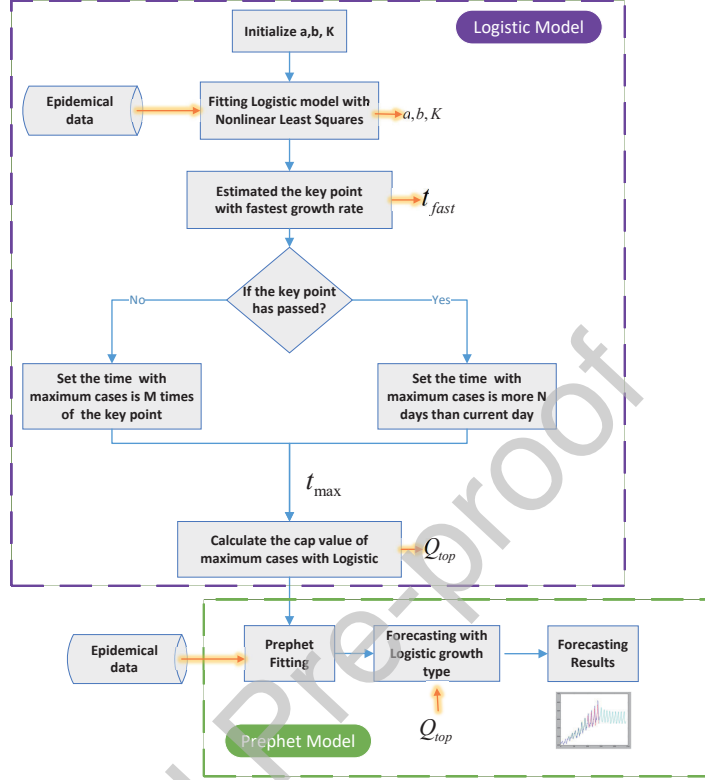 Logistic Model
Initialize a,b, K
Epidemical
data
Fitting Logistic model with
Nonlinear Least Squares
a,b,K
Estimated the key point
with fastest growth rate
t_fast
If the key point
has passed?
No
Yes
Set the time with
maximum cases is M times
of the key point
Set the time with
maximum cases is more N
days than current day
t_max
Calculate the cap value of
maximum cases with Logistic
Q_top
Epidemical
data
Prephet
Fitting
Forecasting with
Logistic growth
type
Forecasting
Results
Q_top
Prephet Model
Pre-proof